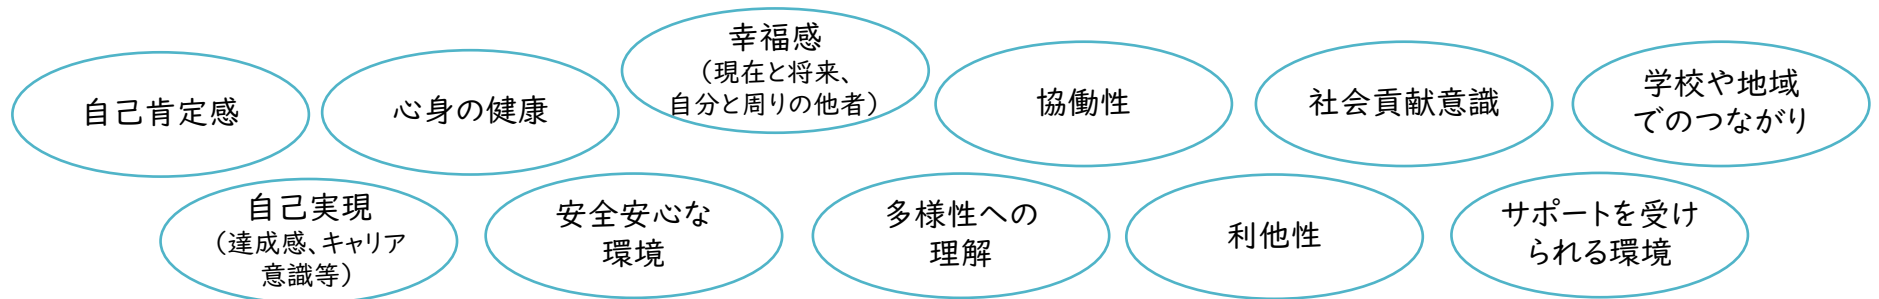 自己肯定感
心身の健康
幸福感
（現在と将来、
自分と周りの他者）
協働性
社会貢献意識
学校や地域
でのつながり
自己実現
（達成感、キャリア
意識等）
安全安心な
環境
多様性への
理解
利他性
サポートを受け
られる環境